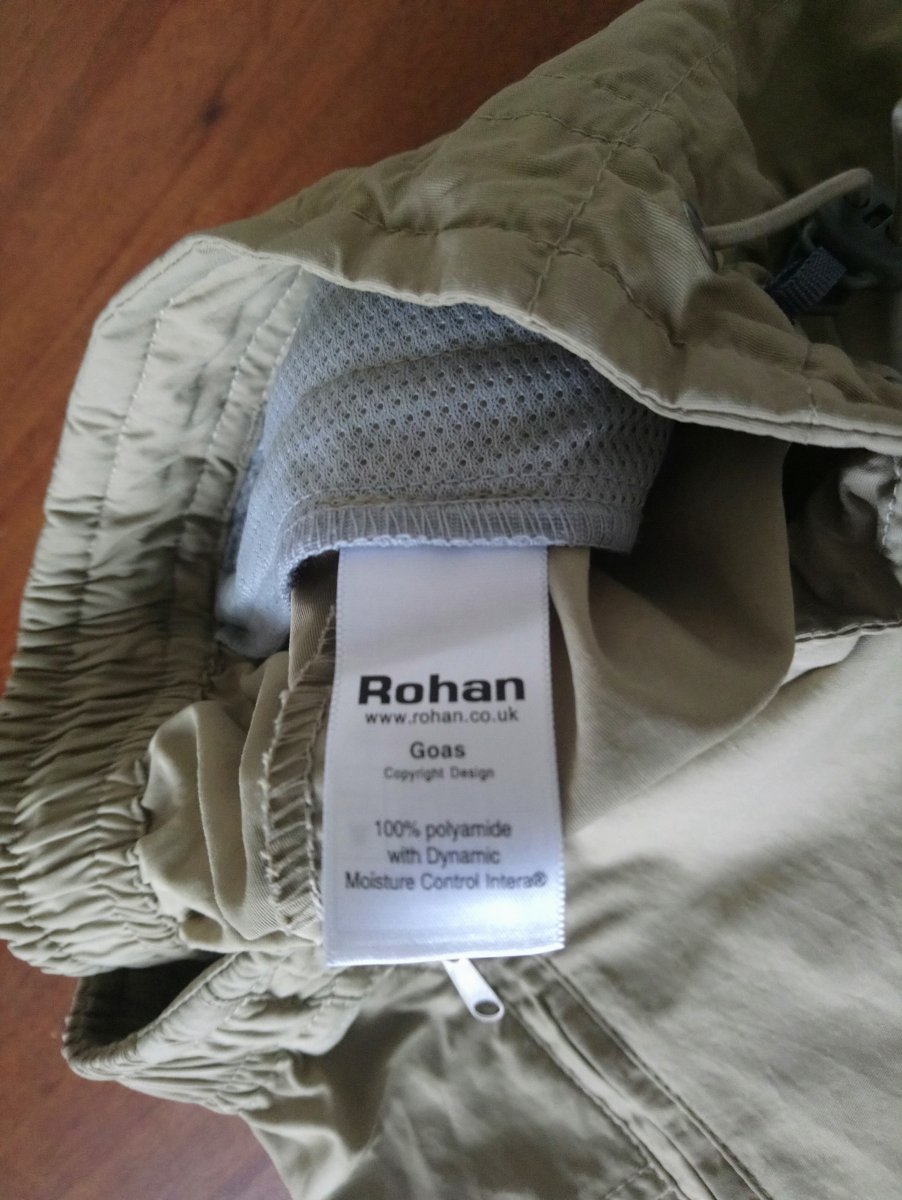 Rohan
www.rohan.co.uk
Goas
Copyright Design
100% polyamide
with Dynamic
Moisture Control Intera®